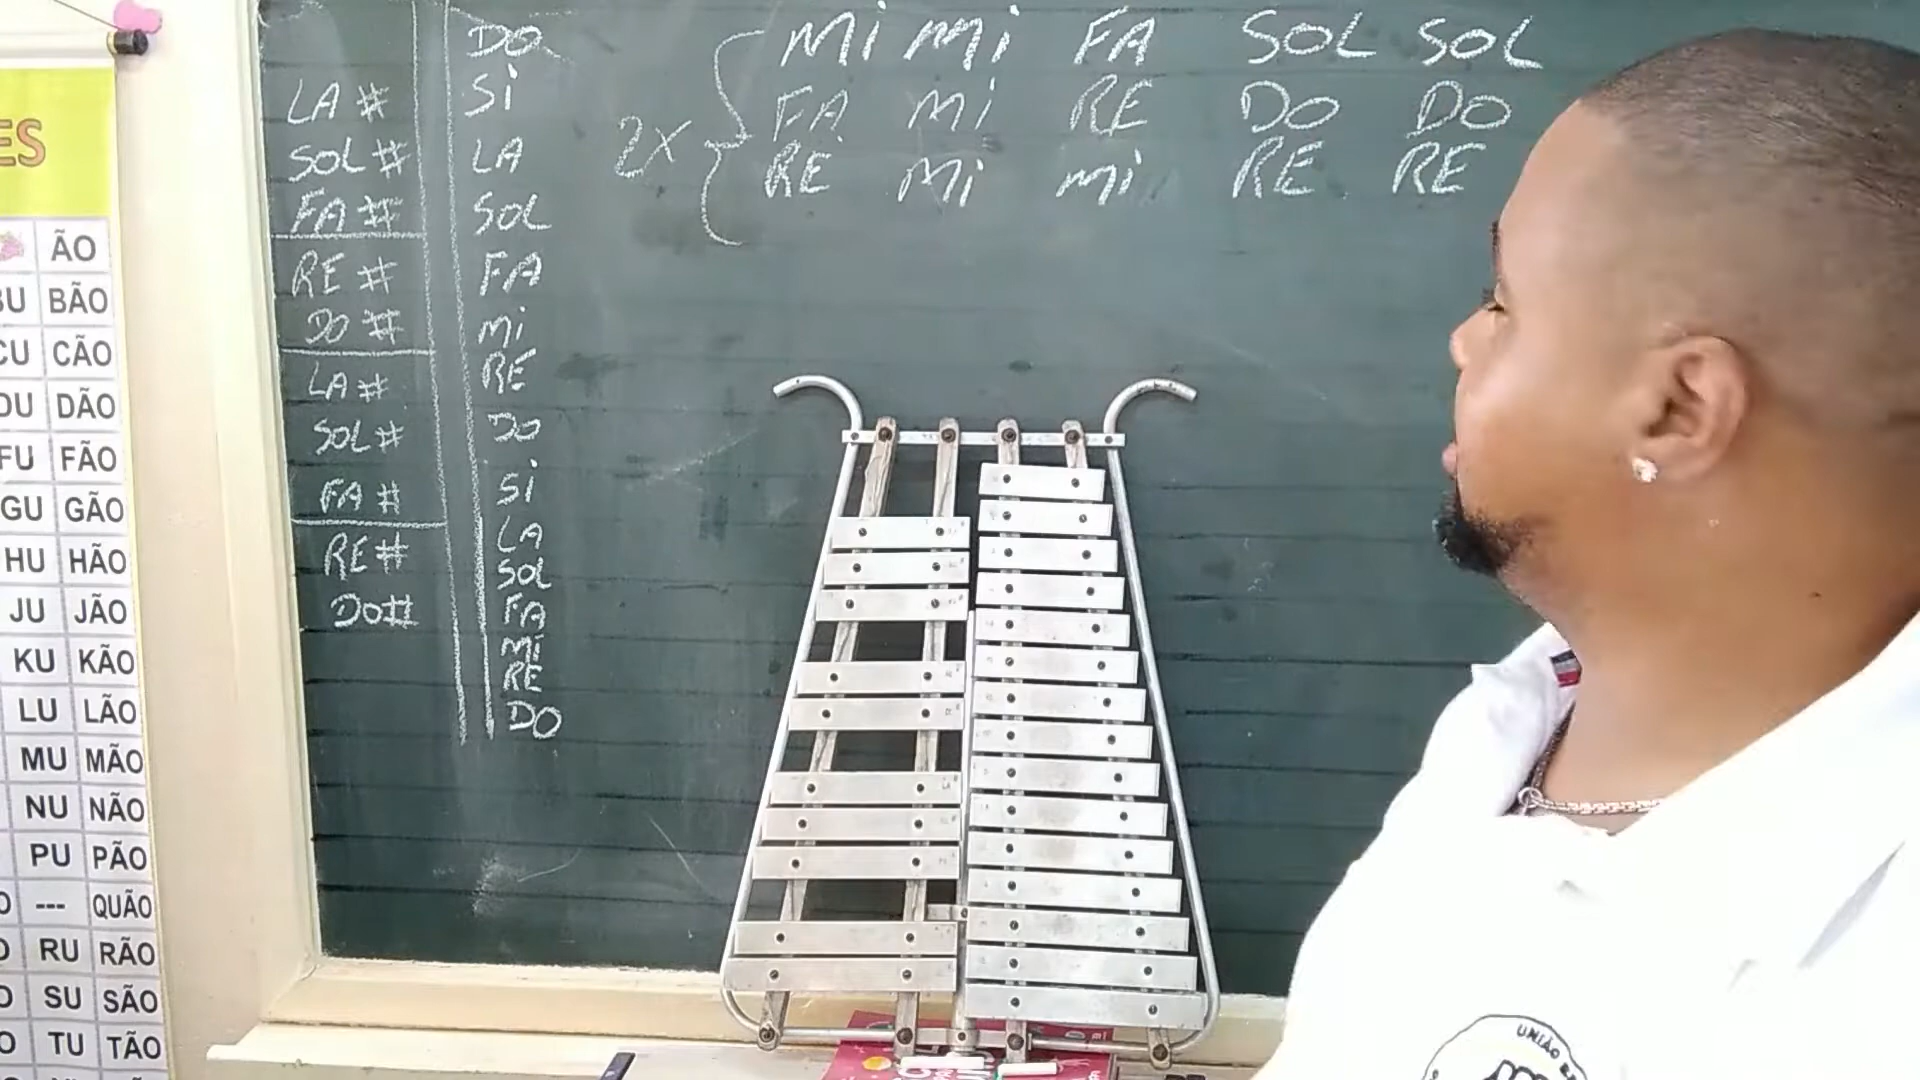 ES
ÃO
BU BÃO
CU CÃO
DU DÃO
FU FÃO
GU GÃO
HU HÃO
JU JÃO
KU KÃO
LU LÃO
MU MÃO
NU NÃO
PU PÃO
--- QUÃO
RU RÃO
SU SÃO
TU TÃO
LA#
SOL#
FA#
RE#
DO#
LA#
SOL#
FA#
RE#
DO#
DO
Si
LA
SOL
FA
Mi
RE
DO
Si
LA
SOL
FA
Mi
RE
DO
2X
Mi Mi FA SOL SOL
FA Mi RE DO DO
RE Mi Mi RE RE
UNIÃO